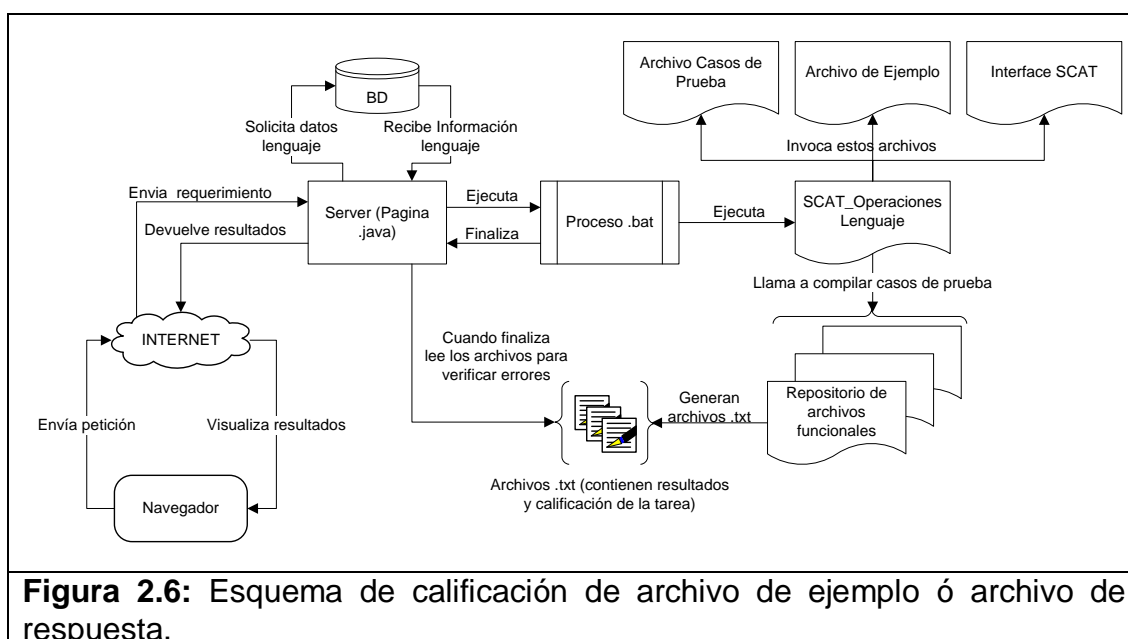 Archivo Casos de
Prueba
Archivo de Ejemplo
Interface SCAT
BD
Solicita datos
lenguaje
Recibe Información
lenguaje
Invoca estos archivos
Envia requerimiento
Server (Pagina
.java)
Ejecuta
Finaliza
Proceso .bat
Ejecuta
SCAT_Operaciones
Lenguaje
Devuelve resultados
Llama a compilar casos de prueba
INTERNET
Cuando finaliza
lee los archivos para
verificar errores
Generan
archivos .txt
Repositorio de
archivos
funcionales
Envía petición
Visualiza resultados
Archivos .txt (contienen resultados
y calificación de la tarea)
Navegador
Figura 2.6: Esquema de calificación de archivo de ejemplo ó archivo de
respuesta.